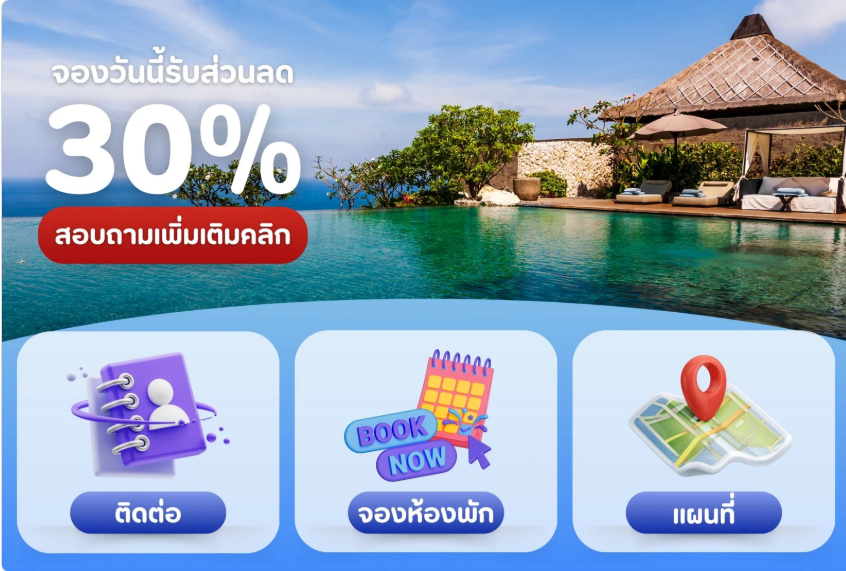 จองวันนี้รับส่วนลด
30%
สอบถามเพิ่มเติมคลิก
BOOK
NOW
ติดต่อ
จองห้องพัก
แผนที่